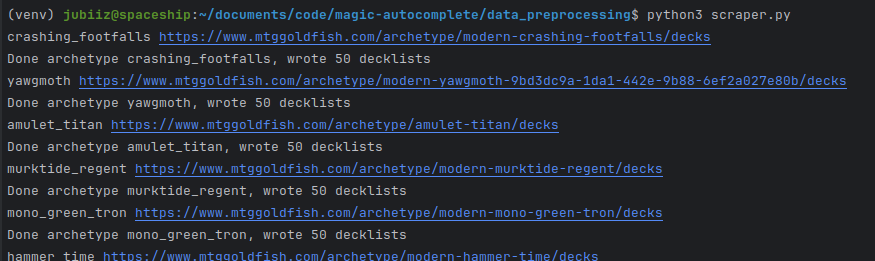 (venv) jubiiz@spaceship:~/documents/code/magic-autocomplete/data_preprocessing$ python3 scraper.py
crashing_footfalls https://www.mtggoldfish.com/archetype/modern-crashing-footfalls/decks
Done archetype crashing_footfalls, wrote 50 decklists
yawgmoth https://www.mtggoldfish.com/archetype/modern-yawgmoth-9bd3dc9a-1da1-442e-9b88-6ef2a027e80b/decks
Done archetype yawgmoth, wrote 50 decklists
amulet_titan https://www.mtggoldfish.com/archetype/amulet-titan/decks
Done archetype amulet_titan, wrote 50 decklists
murktide_regent https://www.mtggoldfish.com/archetype/modern-murktide-regent/decks
Done archetype murktide_regent, wrote 50 decklists
mono_green_tron https://www.mtggoldfish.com/archetype/modern-mono-green-tron/decks
Done archetype mono_green_tron, wrote 50 decklists
hammer_time https://www.mtggoldfish.com/archetype/modern-hammer-time/decks